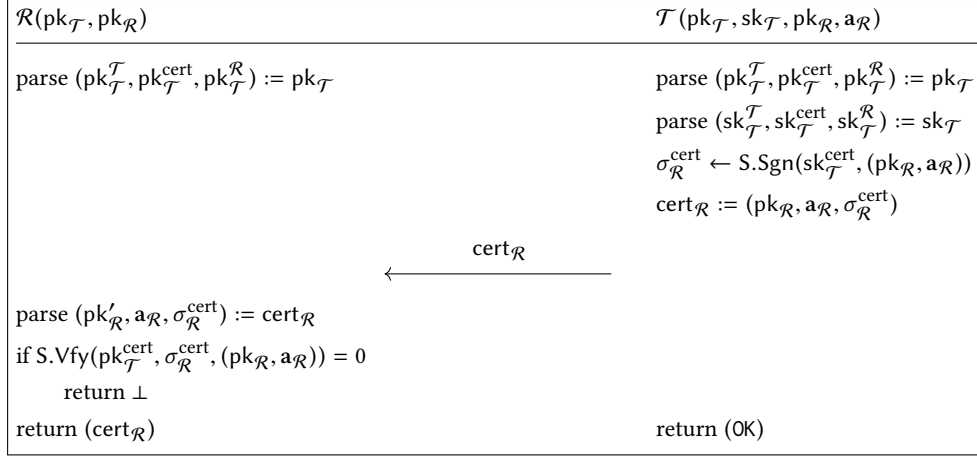 𝓡(pk_𝓣, pk_𝓡) 𝓣(pk_𝓣, sk_𝓣, pk_𝓡, a_𝓡)
parse (pk_𝓣^𝓣, pk_𝓣^cert, pk_𝓣^𝓡) := pk_𝓣 parse (pk_𝓣^𝓣, pk_𝓣^cert, pk_𝓣^𝓡) := pk_𝓣
parse (sk_𝓣^𝓣, sk_𝓣^cert, sk_𝓣^𝓡) := sk_𝓣
σ_𝓡^cert ← S.Sgn(sk_𝓣^cert, (pk_𝓡, a_𝓡))
cert_𝓡 := (pk_𝓡, a_𝓡, σ_𝓡^cert)
cert_𝓡
parse (pk′_𝓡, a_𝓡, σ_𝓡^cert) := cert_𝓡
if S.Vfy(pk_𝓣^cert, σ_𝓡^cert, (pk_𝓡, a_𝓡)) = 0
return ⊥
return (cert_𝓡) return (OK)